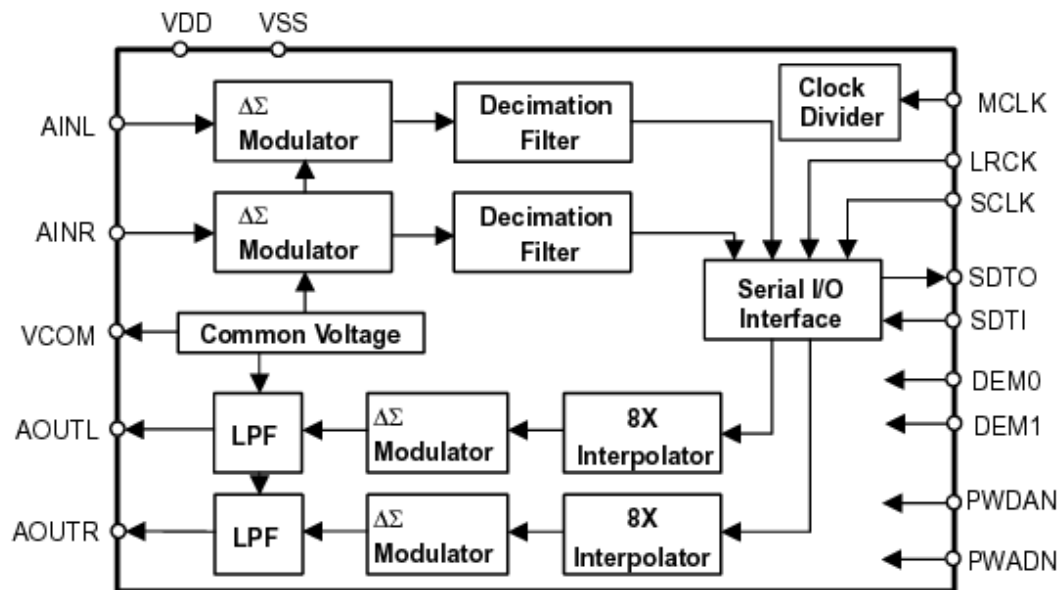 VDD
VSS
AINL
ΔΣ
Modulator
Decimation
Filter
Clock
Divider
MCLK
LRCK
SCLK
AINR
ΔΣ
Modulator
Decimation
Filter
Serial I/O
Interface
SDTO
SDTI
VCOM
Common Voltage
DEM0
DEM1
AOUTL
LPF
ΔΣ
Modulator
8X
Interpolator
PWDAN
AOUTR
LPF
ΔΣ
Modulator
8X
Interpolator
PWADN